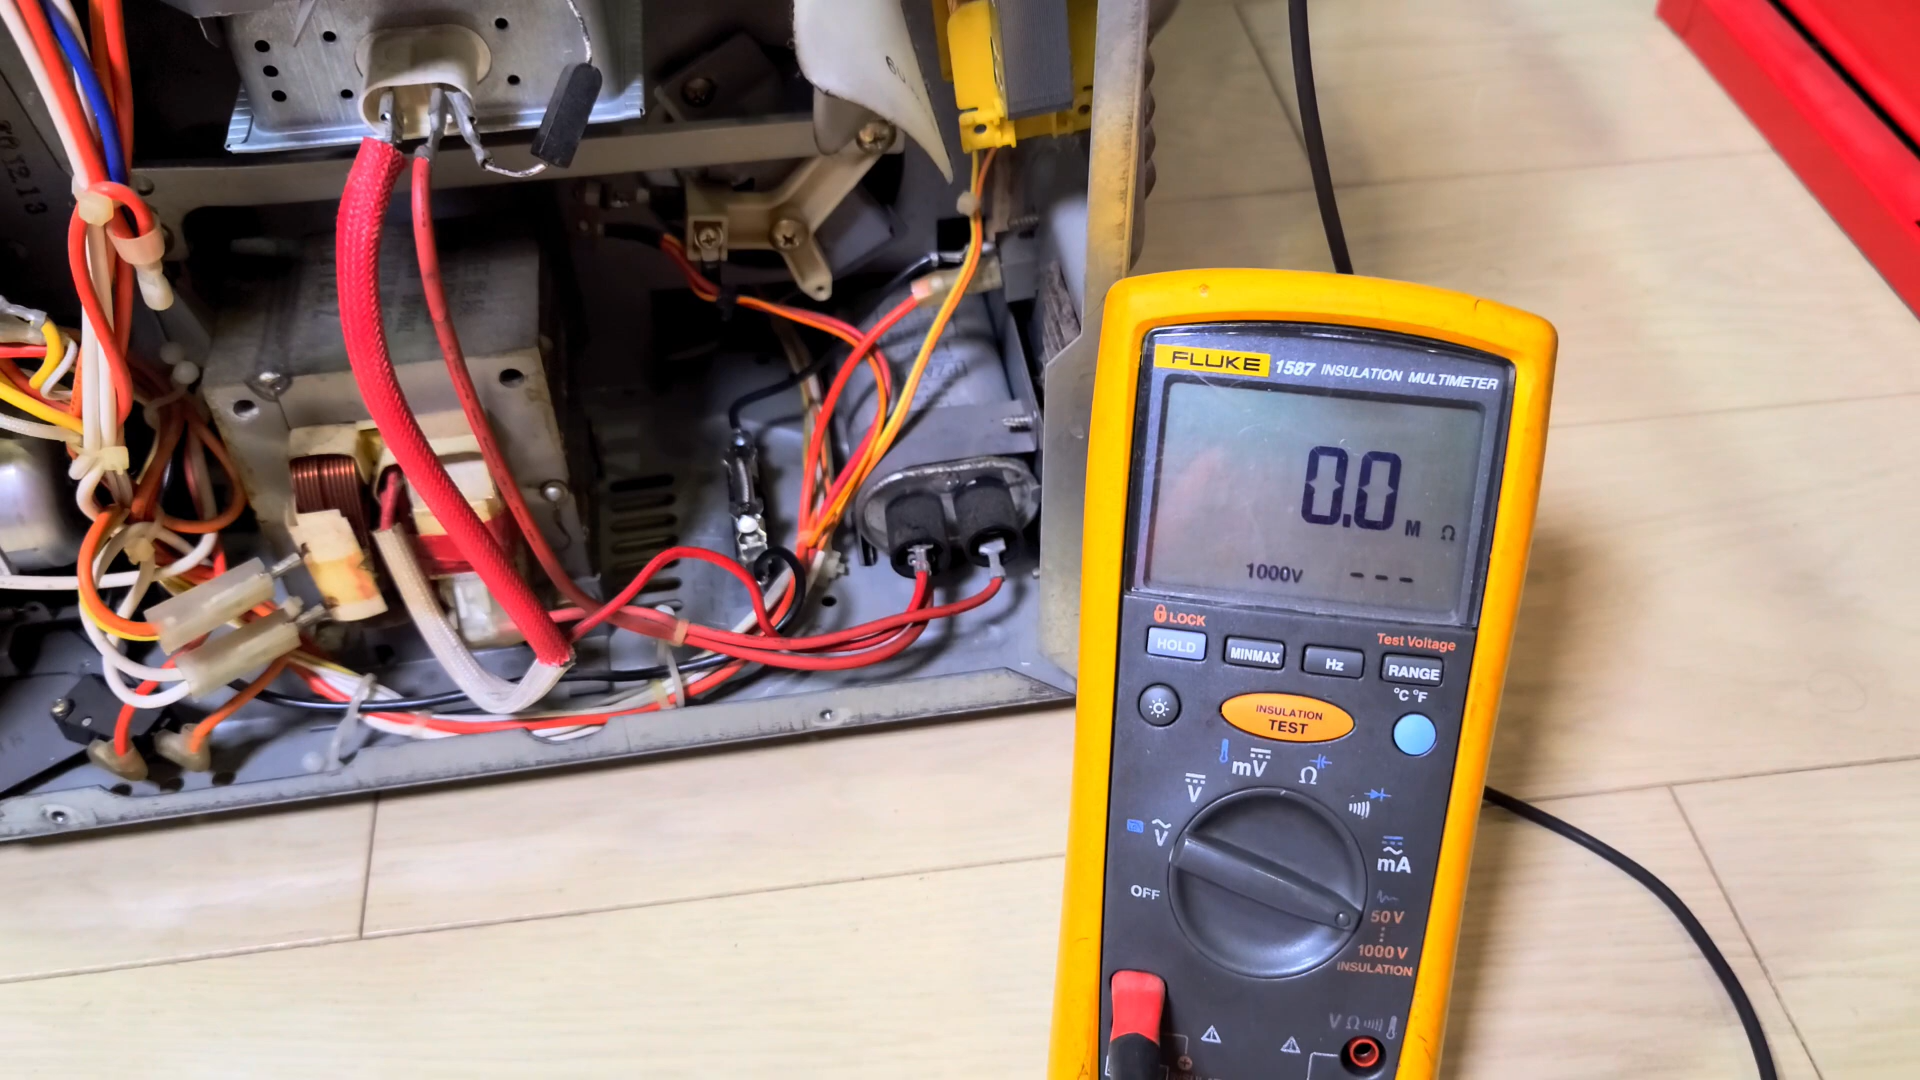 FLUKE 1587 INSULATION MULTIMETER
0.0 M Ω
1000V ---
LOCK
Test Voltage
HOLD MINMAX Hz RANGE
°C °F
INSULATION
TEST
mV Ω
V
V
mA
OFF
50V
1000V
INSULATION
V Ω